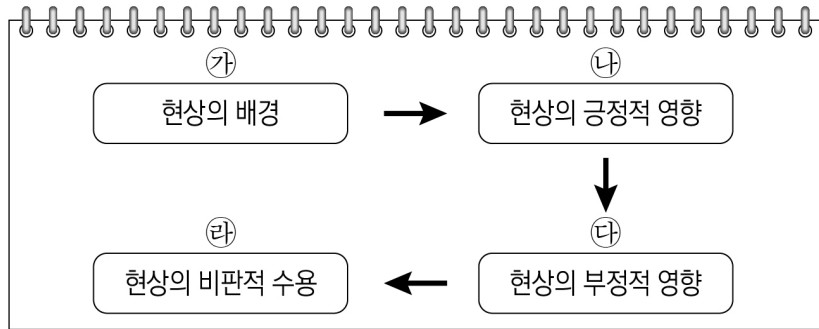 ㉮
현상의 배경
㉯
현상의 긍정적 영향
㉰
현상의 부정적 영향
㉱
현상의 비판적 수용